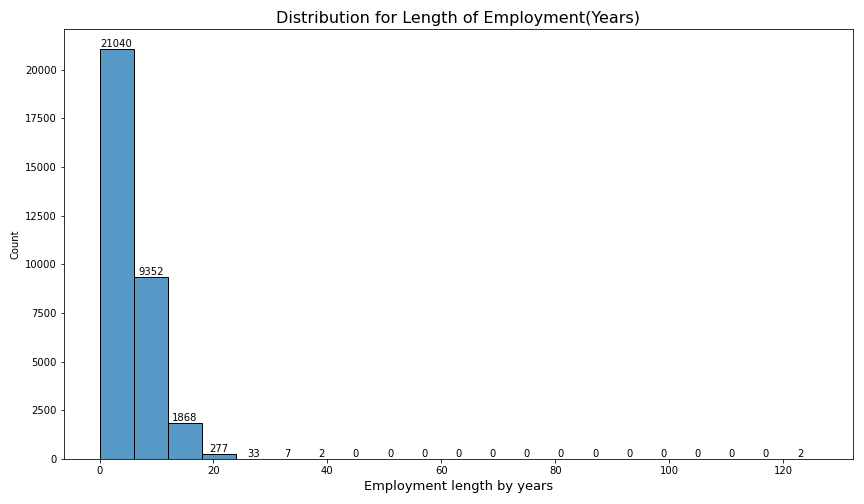 Distribution for Length of Employment(Years)
21040
20000
17500
15000
12500
Count
10000
9352
7500
5000
2500
1868
277
33 7 2 0 0 0 0 0 0 0 0 0 0 0 0 0 2
0
0 20 40 60 80 100 120
Employment length by years